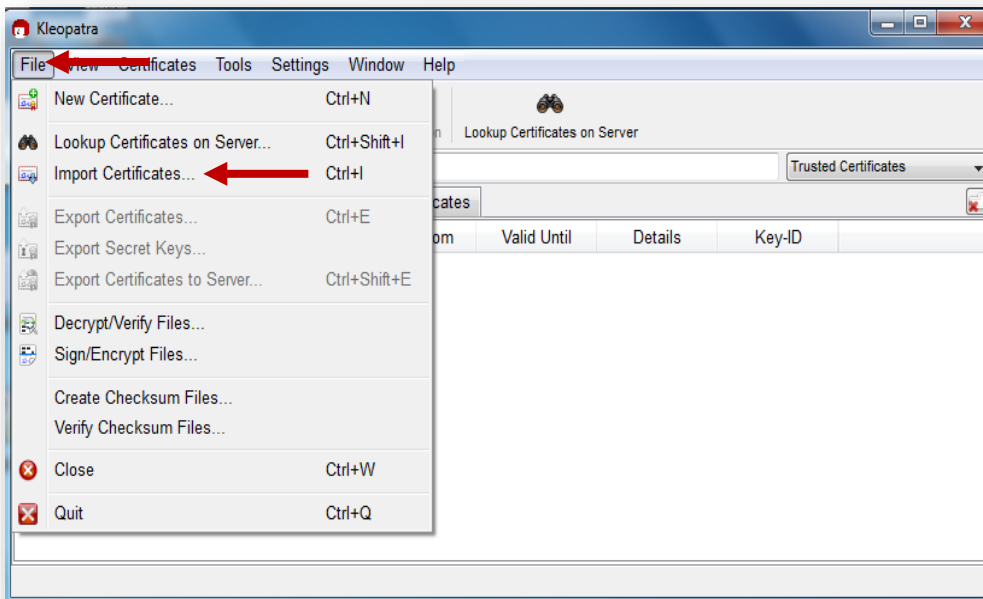 Kleopatra
File View Certificates Tools Settings Window Help
New Certificate... Ctrl+N
Lookup Certificates on Server... Ctrl+Shift+I
Import Certificates... Ctrl+I
Export Certificates... Ctrl+E
Export Secret Keys...
Export Certificates to Server... Ctrl+Shift+E
Decrypt/Verify Files...
Sign/Encrypt Files...
Create Checksum Files...
Verify Checksum Files...
Close Ctrl+W
Quit Ctrl+Q
Lookup Certificates on Server
Trusted Certificates
cates
om Valid Until Details Key-ID